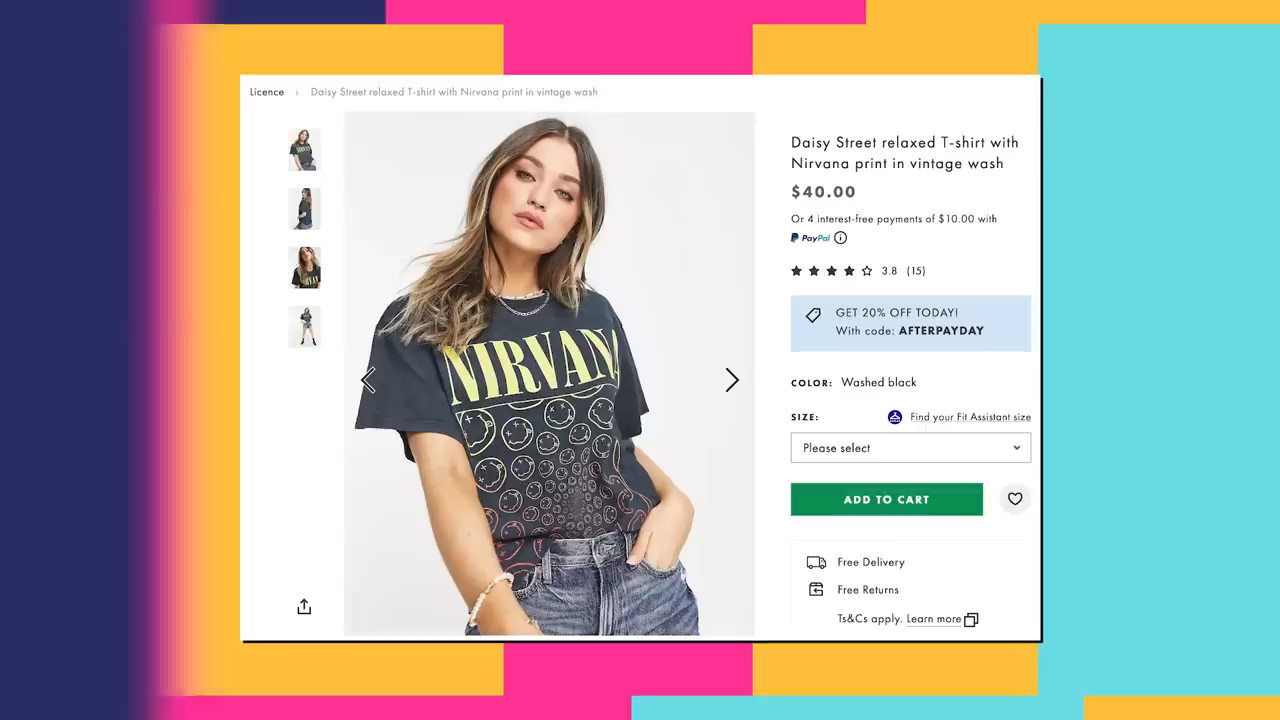 Licence › Daisy Street relaxed T-shirt with Nirvana print in vintage wash
NIRVANA
Daisy Street relaxed T-shirt with
Nirvana print in vintage wash
$40.00
Or 4 interest-free payments of $10.00 with
PayPal
3.8 (15)
GET 20% OFF TODAY!
With code: AFTERPAYDAY
COLOR: Washed black
SIZE: Find your Fit Assistant size
Please select
ADD TO CART
Free Delivery
Free Returns
Ts&Cs apply. Learn more